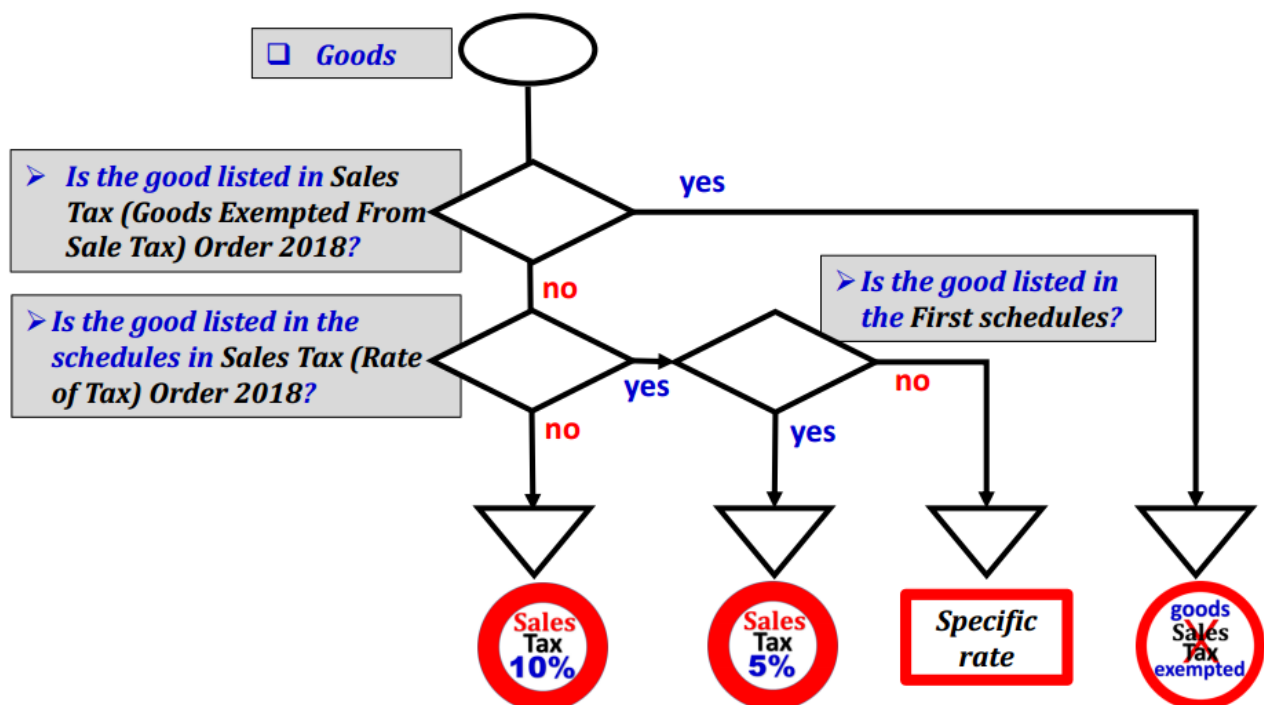 ❑ Goods
➢ Is the good listed in Sales
Tax (Goods Exempted From
Sale Tax) Order 2018?
yes
no
➢ Is the good listed in
the First schedules?
➢ Is the good listed in the
schedules in Sales Tax (Rate
of Tax) Order 2018?
yes
no
no
yes
Sales
Tax
10%
Sales
Tax
5%
Specific
rate
goods
Sales
Tax
exempted